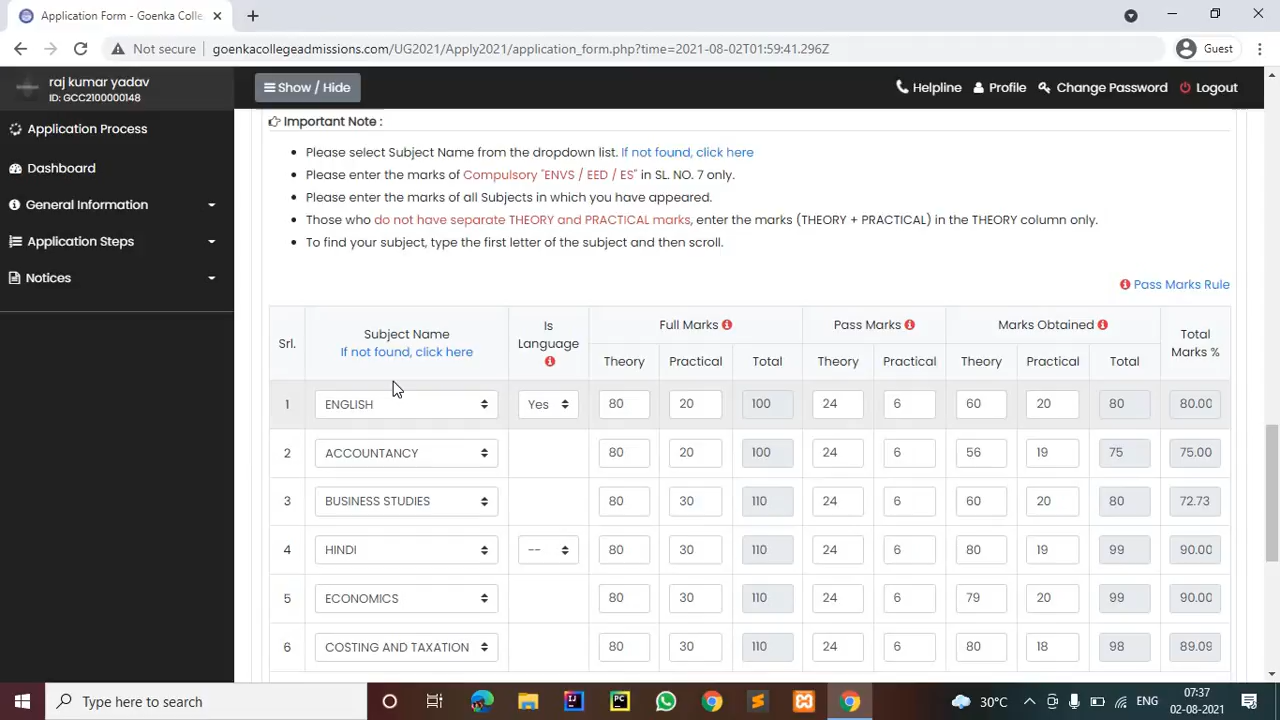 Application Form - Goenka Colle
Not secure
goenkacollegeadmissions.com/UG2021/Apply2021/application_form.php?time=2021-08-02T01:59:41.296Z
Guest
raj kumar yadav
ID: GCC2100000148
Show / Hide
Helpline Profile Change Password Logout
Application Process
Dashboard
General Information
Application Steps
Notices
Important Note :
Please select Subject Name from the dropdown list. If not found, click here
Please enter the marks of Compulsory "ENVS / EED / ES" in SL. NO. 7 only.
Please enter the marks of all Subjects in which you have appeared.
Those who do not have separate THEORY and PRACTICAL marks, enter the marks (THEORY + PRACTICAL) in the THEORY column only.
To find your subject, type the first letter of the subject and then scroll.
Pass Marks Rule
Srl. Subject Name If not found, click here Is Language Full Marks Pass Marks Marks Obtained Total Marks %
Theory Practical Total Theory Practical Theory Practical Total
1 ENGLISH Yes 80 20 100 24 6 60 20 80 80.00
2 ACCOUNTANCY 80 20 100 24 6 56 19 75 75.00
3 BUSINESS STUDIES 80 30 110 24 6 60 20 80 72.73
4 HINDI -- 80 30 110 24 6 80 19 99 90.00
5 ECONOMICS 80 30 110 24 6 79 20 99 90.00
6 COSTING AND TAXATION 80 30 110 24 6 80 18 98 89.09
Type here to search
30°C
ENG
07:37
02-08-2021